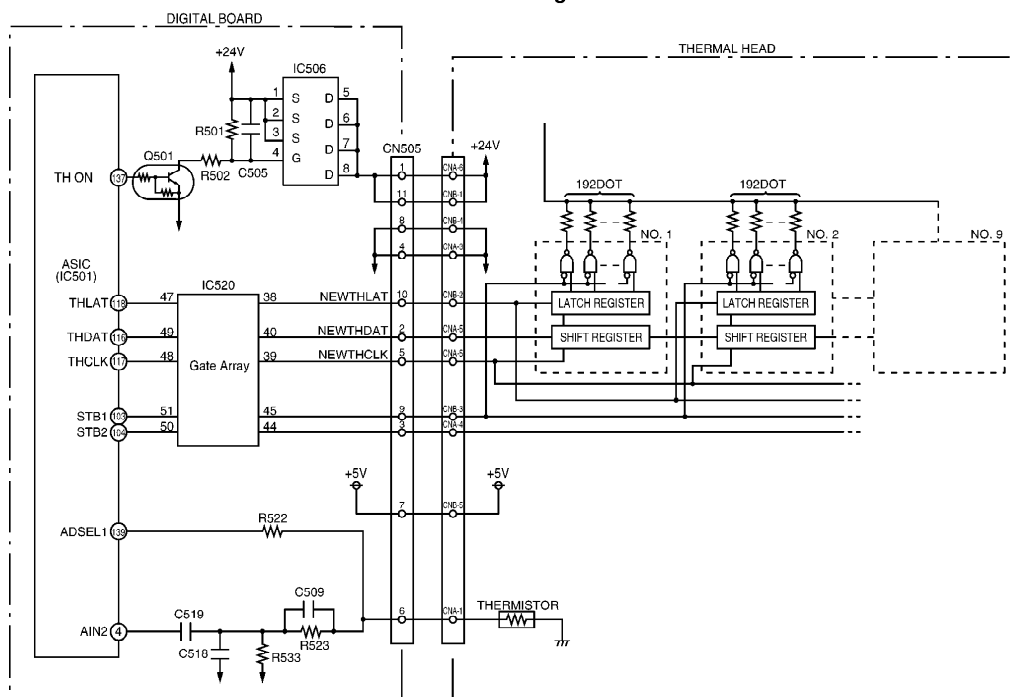 DIGITAL BOARD
THERMAL HEAD
+24V
IC506
1 S D 5
2 S D 6
3 S D 7
4 G D 8
R501
C505
R502
Q501
TH ON 137
CN505
+24V
1 CNA-6
11 CNB-1
8 CNB-4
4 CNA-3
192DOT
192DOT
NO. 1
NO. 2
NO. 9
ASIC
(IC501)
IC520
Gate Array
THLAT 118 47 38 NEWTHLAT 10 CNB-2
THDAT 116 49 40 NEWTHDAT 2 CNA-5
THCLK 117 48 39 NEWTHCLK 5 CNA-5
LATCH REGISTER
LATCH REGISTER
SHIFT REGISTER
SHIFT REGISTER
STB1 103 51 45 9 CNB-3
STB2 104 50 44 3 CNA-4
+5V
+5V
7 CNB-5
ADSEL1 139
R522
C509
C519
R523
C518
R533
AIN2 4
6 CNA-1
THERMISTOR